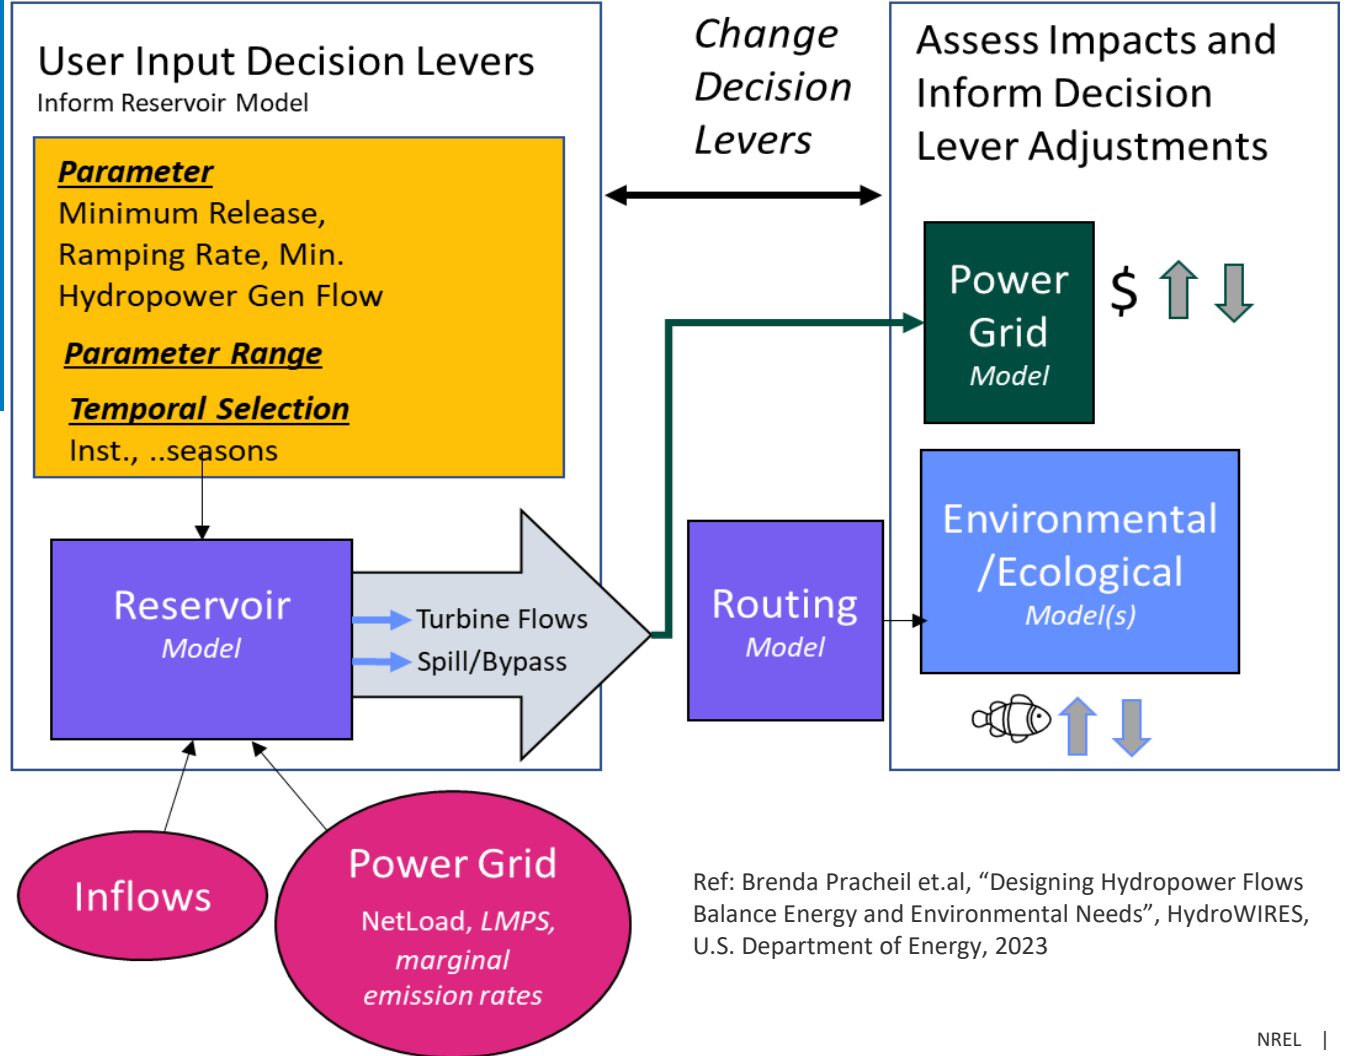 User Input Decision Levers
Inform Reservoir Model
Parameter
Minimum Release,
Ramping Rate, Min.
Hydropower Gen Flow
Parameter Range
Temporal Selection
Inst., ..seasons
Reservoir
Model
Turbine Flows
Spill/Bypass
Inflows
Power Grid
NetLoad, LMPS,
marginal
emission rates
Change
Decision
Levers
Routing
Model
Assess Impacts and
Inform Decision
Lever Adjustments
Power
Grid
Model
$
Environmental
/Ecological
Model(s)
Ref: Brenda Pracheil et.al, “Designing Hydropower Flows
Balance Energy and Environmental Needs”, HydroWIRES,
U.S. Department of Energy, 2023
NREL |